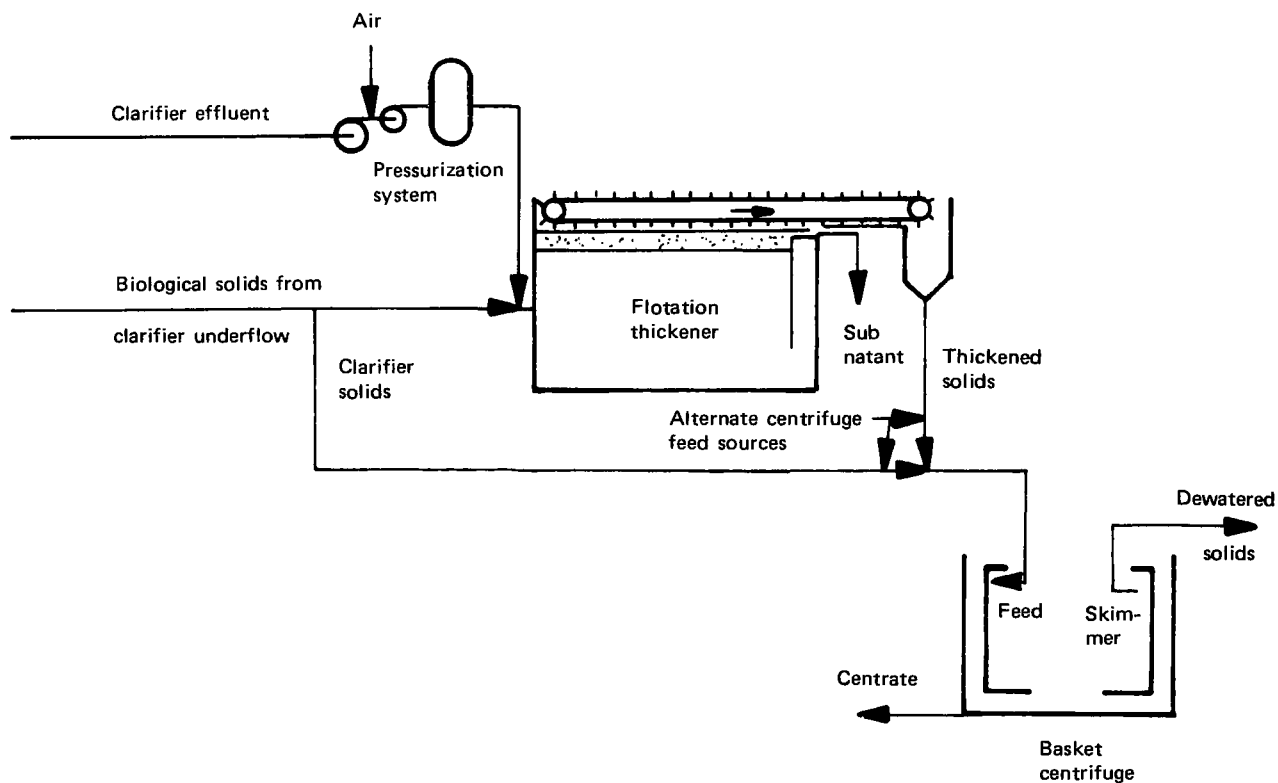 Air
Clarifier effluent
Pressurization
system
Biological solids from
clarifier underflow
Clarifier
solids
Flotation
thickener
Sub
natant
Thickened
solids
Alternate centrifuge
feed sources
Dewatered
solids
Feed
Skim-
mer
Centrate
Basket
centrifuge